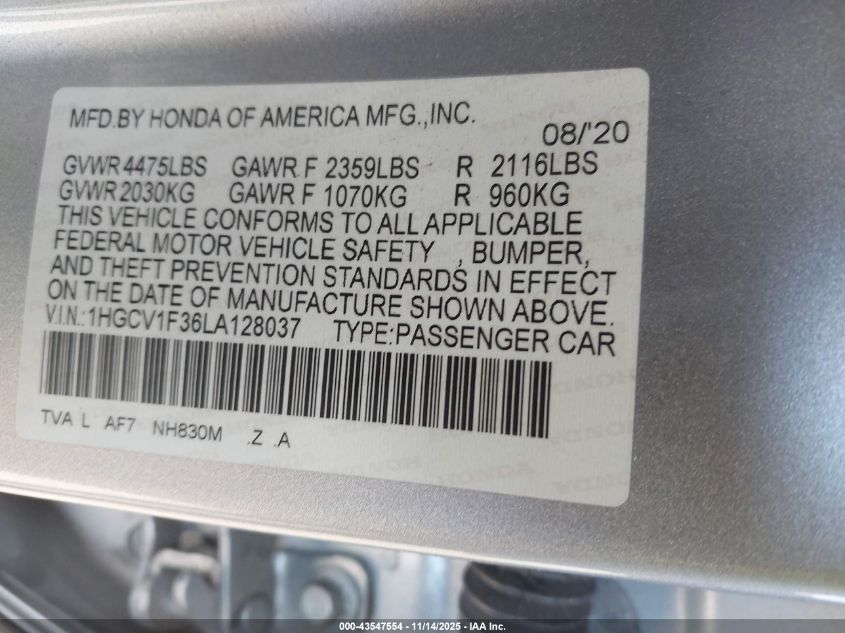 MFD.BY HONDA OF AMERICA MFG.,INC.
08/'20
GVWR 4475LBS GAWR F 2359LBS R 2116LBS
GVWR 2030KG GAWR F 1070KG R 960KG
THIS VEHICLE CONFORMS TO ALL APPLICABLE
FEDERAL MOTOR VEHICLE SAFETY , BUMPER,
AND THEFT PREVENTION STANDARDS IN EFFECT
ON THE DATE OF MANUFACTURE SHOWN ABOVE.
V.I.N.:1HGCV1F36LA128037 TYPE:PASSENGER CAR
TVA L AF7 NH830M .Z .A
000-43547554 - 11/14/2025 - IAA Inc.